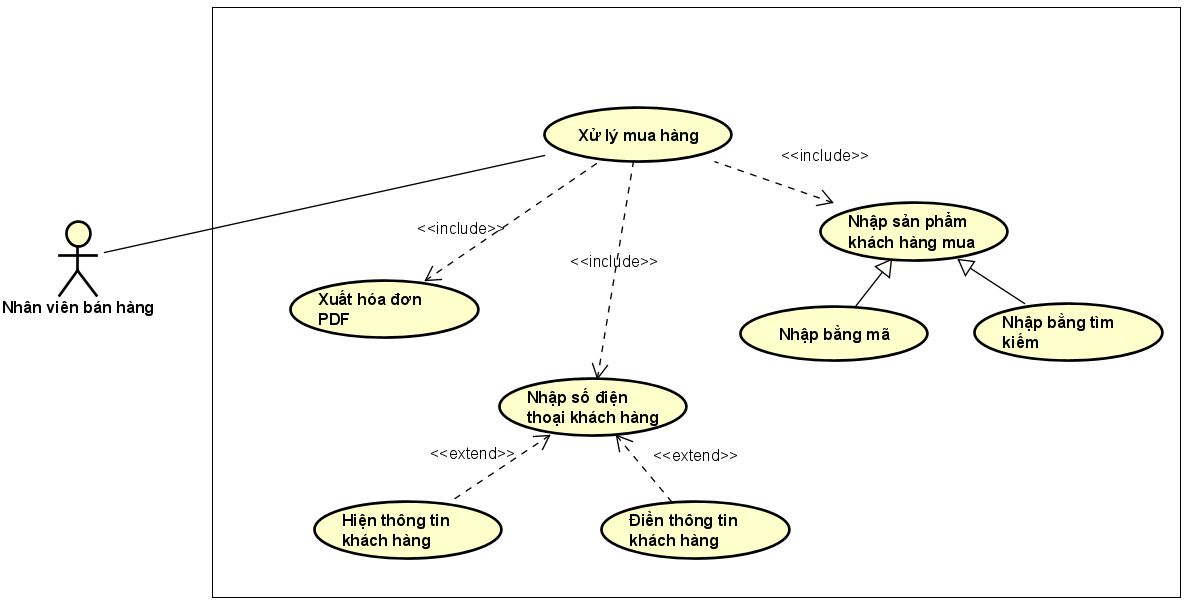 Xử lý mua hàng
<<include>>
Nhập sản phẩm
khách hàng mua
<<include>>
<<include>>
Nhân viên bán hàng
Xuất hóa đơn
PDF
Nhập bằng mã
Nhập bằng tìm
kiếm
Nhập số điện
thoại khách hàng
<<extend>>
<<extend>>
Hiện thông tin
khách hàng
Điền thông tin
khách hàng